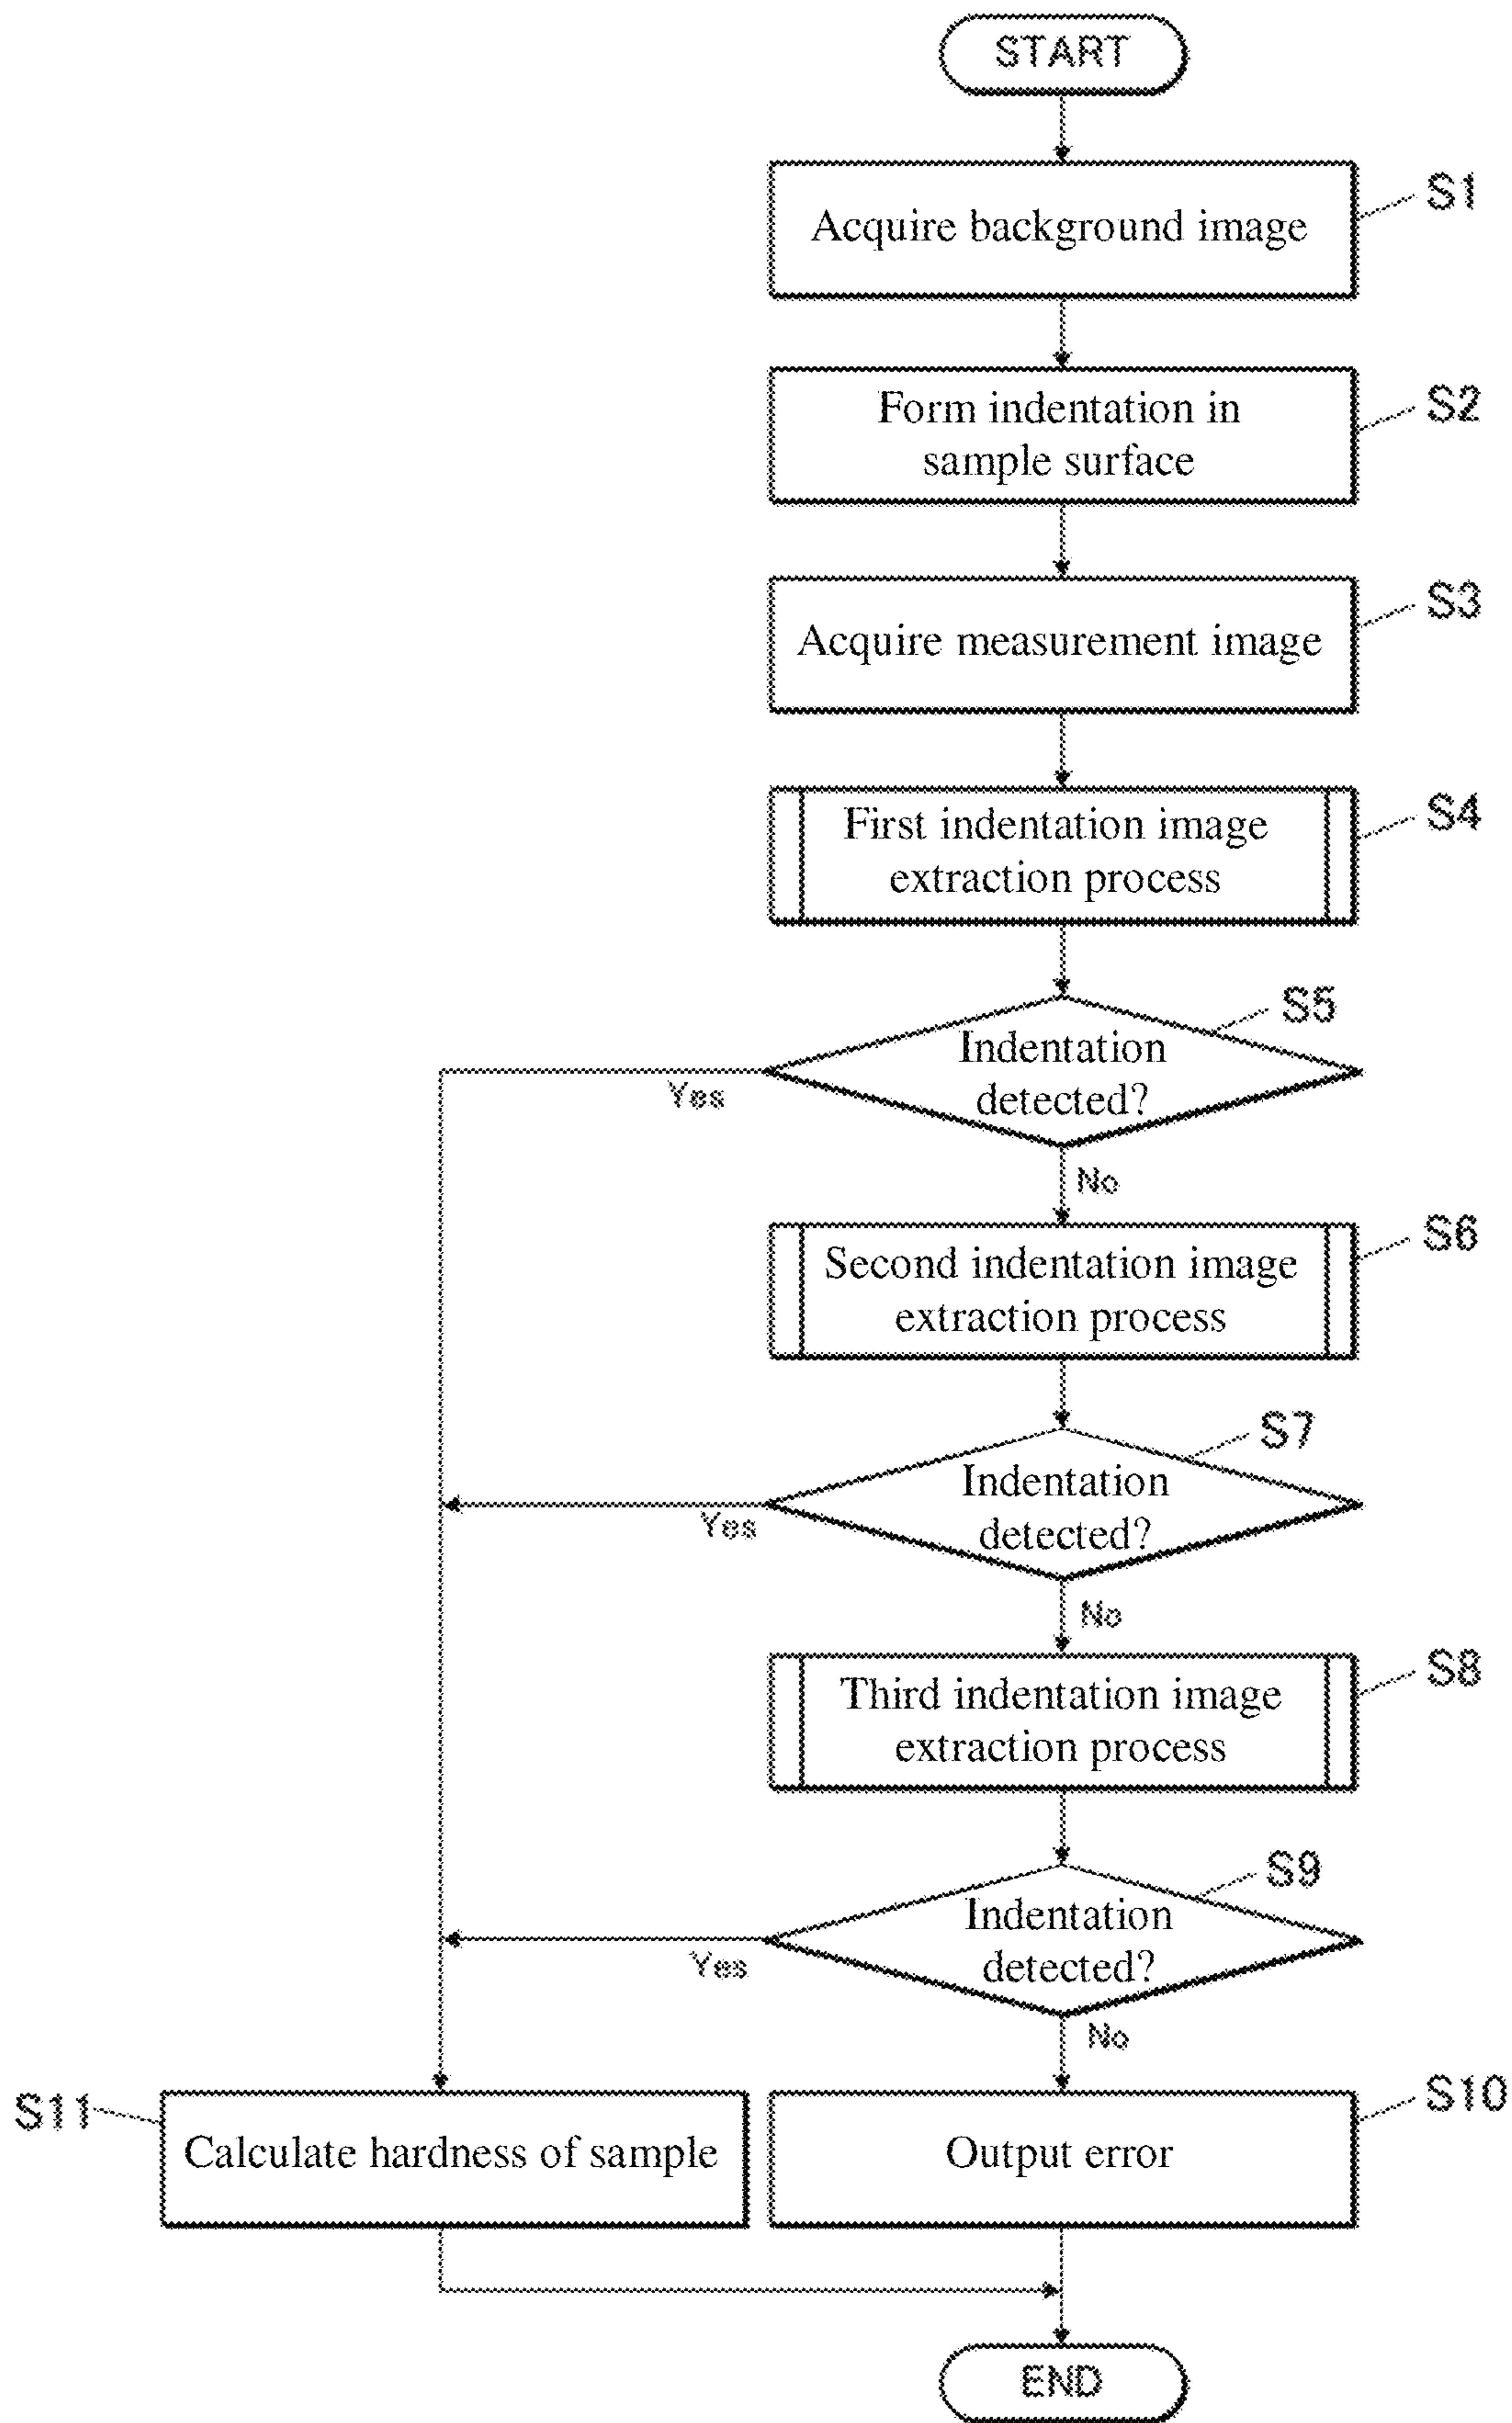 START
Acquire background image
S1
Form indentation in
sample surface
S2
Acquire measurement image
S3
First indentation image
extraction process
S4
Indentation
detected?
S5
Yes
No
Second indentation image
extraction process
S6
Indentation
detected?
S7
Yes
No
Third indentation image
extraction process
S8
Indentation
detected?
S9
Yes
No
S11
Calculate hardness of sample
Output error
S10
END